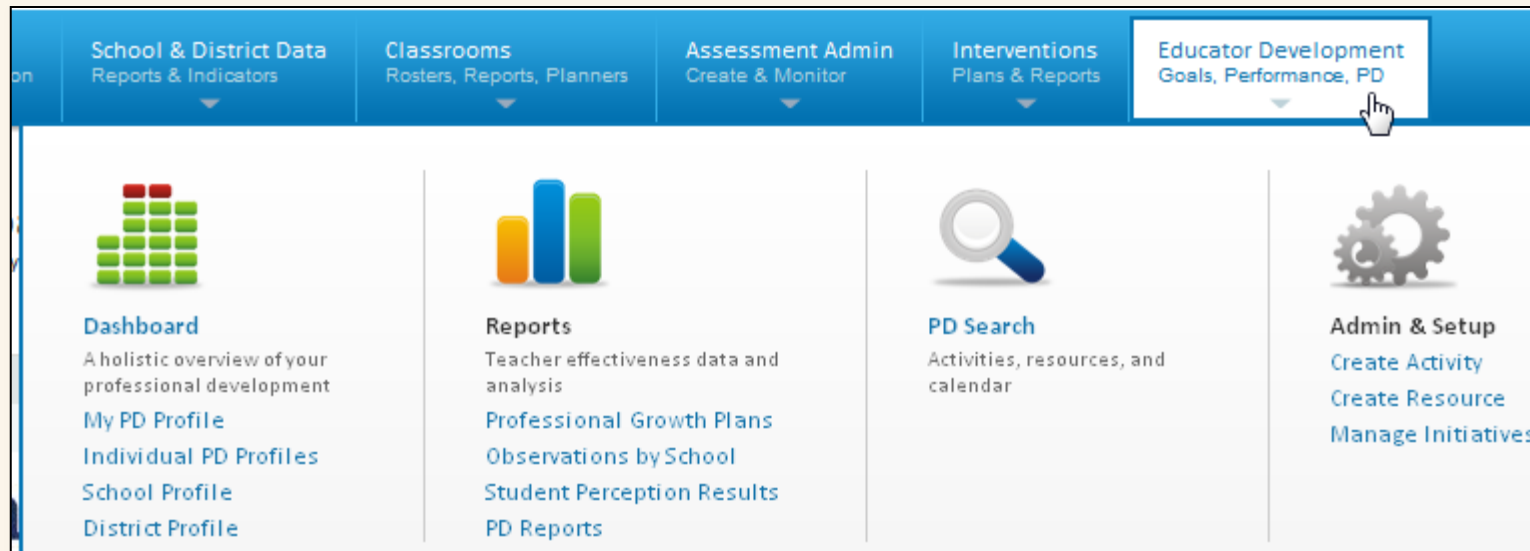 on
School & District Data
Reports & Indicators
Classrooms
Rosters, Reports, Planners
Assessment Admin
Create & Monitor
Interventions
Plans & Reports
Educator Development
Goals, Performance, PD
Dashboard
A holistic overview of your
professional development
My PD Profile
Individual PD Profiles
School Profile
District Profile
Reports
Teacher effectiveness data and
analysis
Professional Growth Plans
Observations by School
Student Perception Results
PD Reports
PD Search
Activities, resources, and
calendar
Admin & Setup
Create Activity
Create Resource
Manage Initiatives